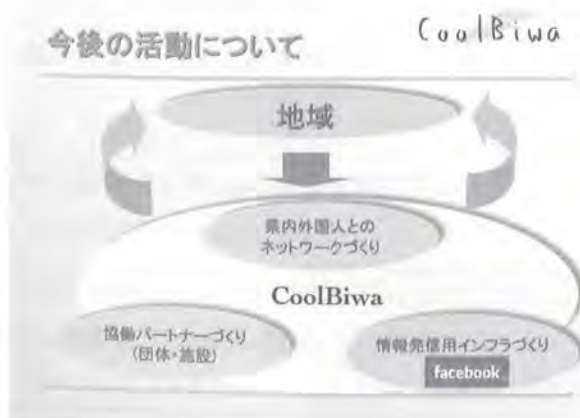 CoolBiwa
今後の活動について
地域
県内外国人との
ネットワークづくり
CoolBiwa
協働パートナーづくり
(団体・施設)
情報発信用インフラづくり
facebook